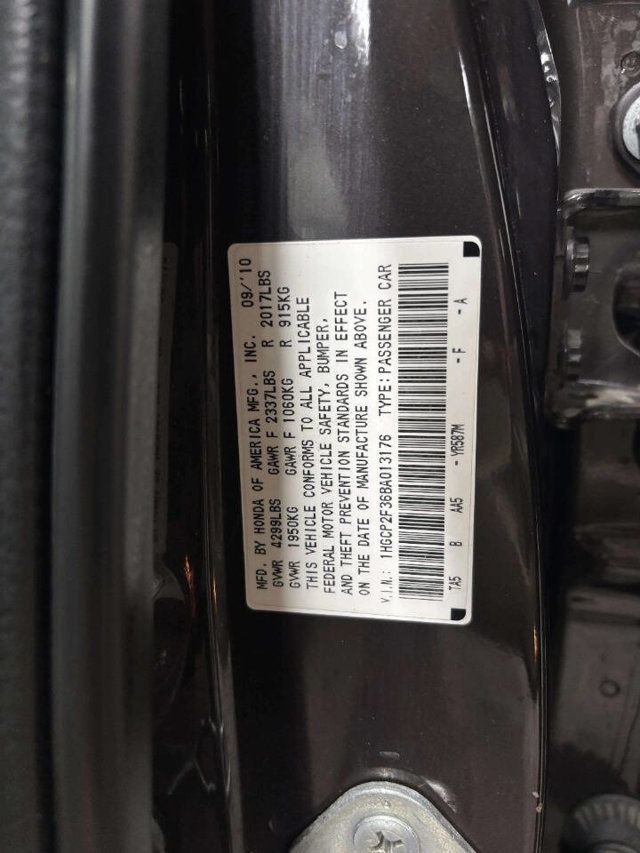 MFD. BY HONDA OF AMERICA MFG., INC. 09/'10
GVWR 4299LBS GAWR F 2337LBS R 2017LBS
GVWR 1950KG GAWR F 1060KG R 915KG
THIS VEHICLE CONFORMS TO ALL APPLICABLE
FEDERAL MOTOR VEHICLE SAFETY, BUMPER,
AND THEFT PREVENTION STANDARDS IN EFFECT
ON THE DATE OF MANUFACTURE SHOWN ABOVE.
V.I.N.: 1HGCP2F36BA013176 TYPE: PASSENGER CAR
TA5 B AA5 - YR587M - F - A